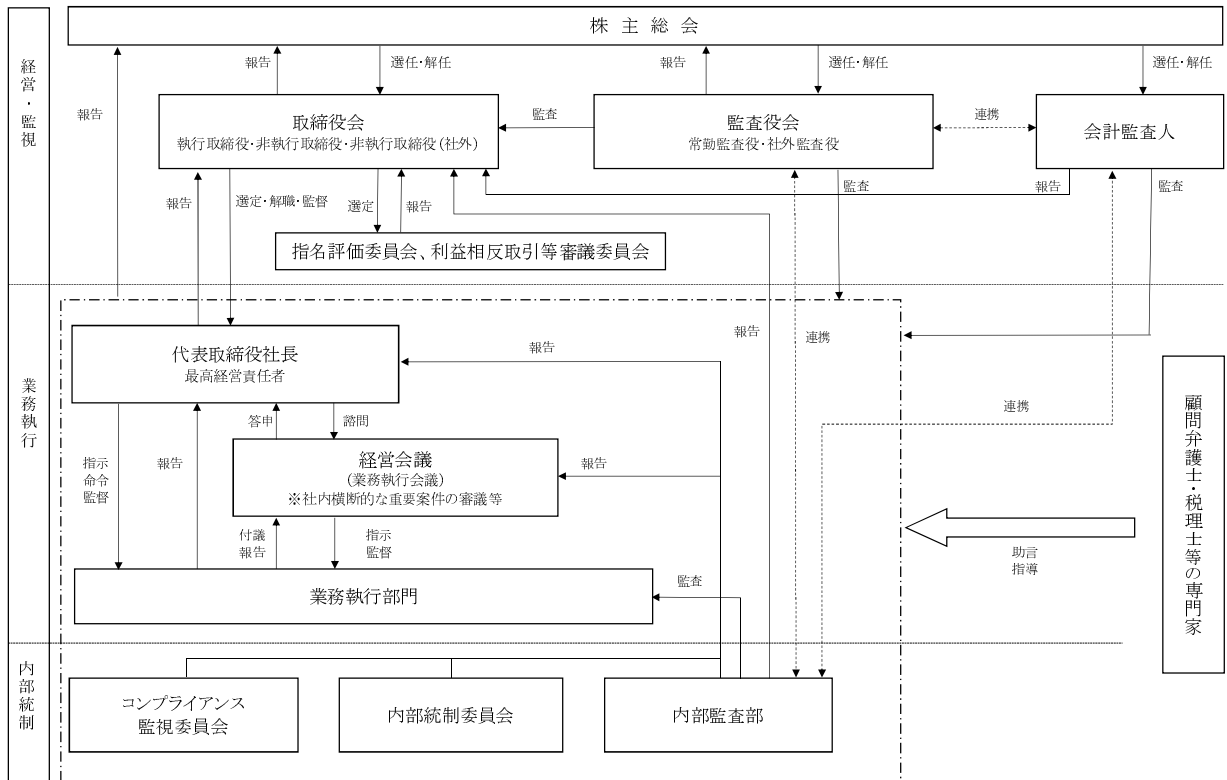 株 主 総 会
経営・監視
報告
報告
選任・解任
報告
選任・解任
選任・解任
取締役会
執行取締役・非執行取締役・非執行取締役(社外)
監査
監査役会
常勤監査役・社外監査役
連携
会計監査人
報告
選定・解職・監督
選定
報告
監査
報告
監査
指名評価委員会、利益相反取引等審議委員会
業務執行
代表取締役社長
最高経営責任者
報告
報告
連携
連携
答申
諮問
指示
命令
監督
報告
経営会議
(業務執行会議)
※社内横断的な重要案件の審議等
報告
付議
報告
指示
監督
業務執行部門
監査
助言
指導
顧問弁護士・税理士等の専門家
内部統制
コンプライアンス
監視委員会
内部統制委員会
内部監査部